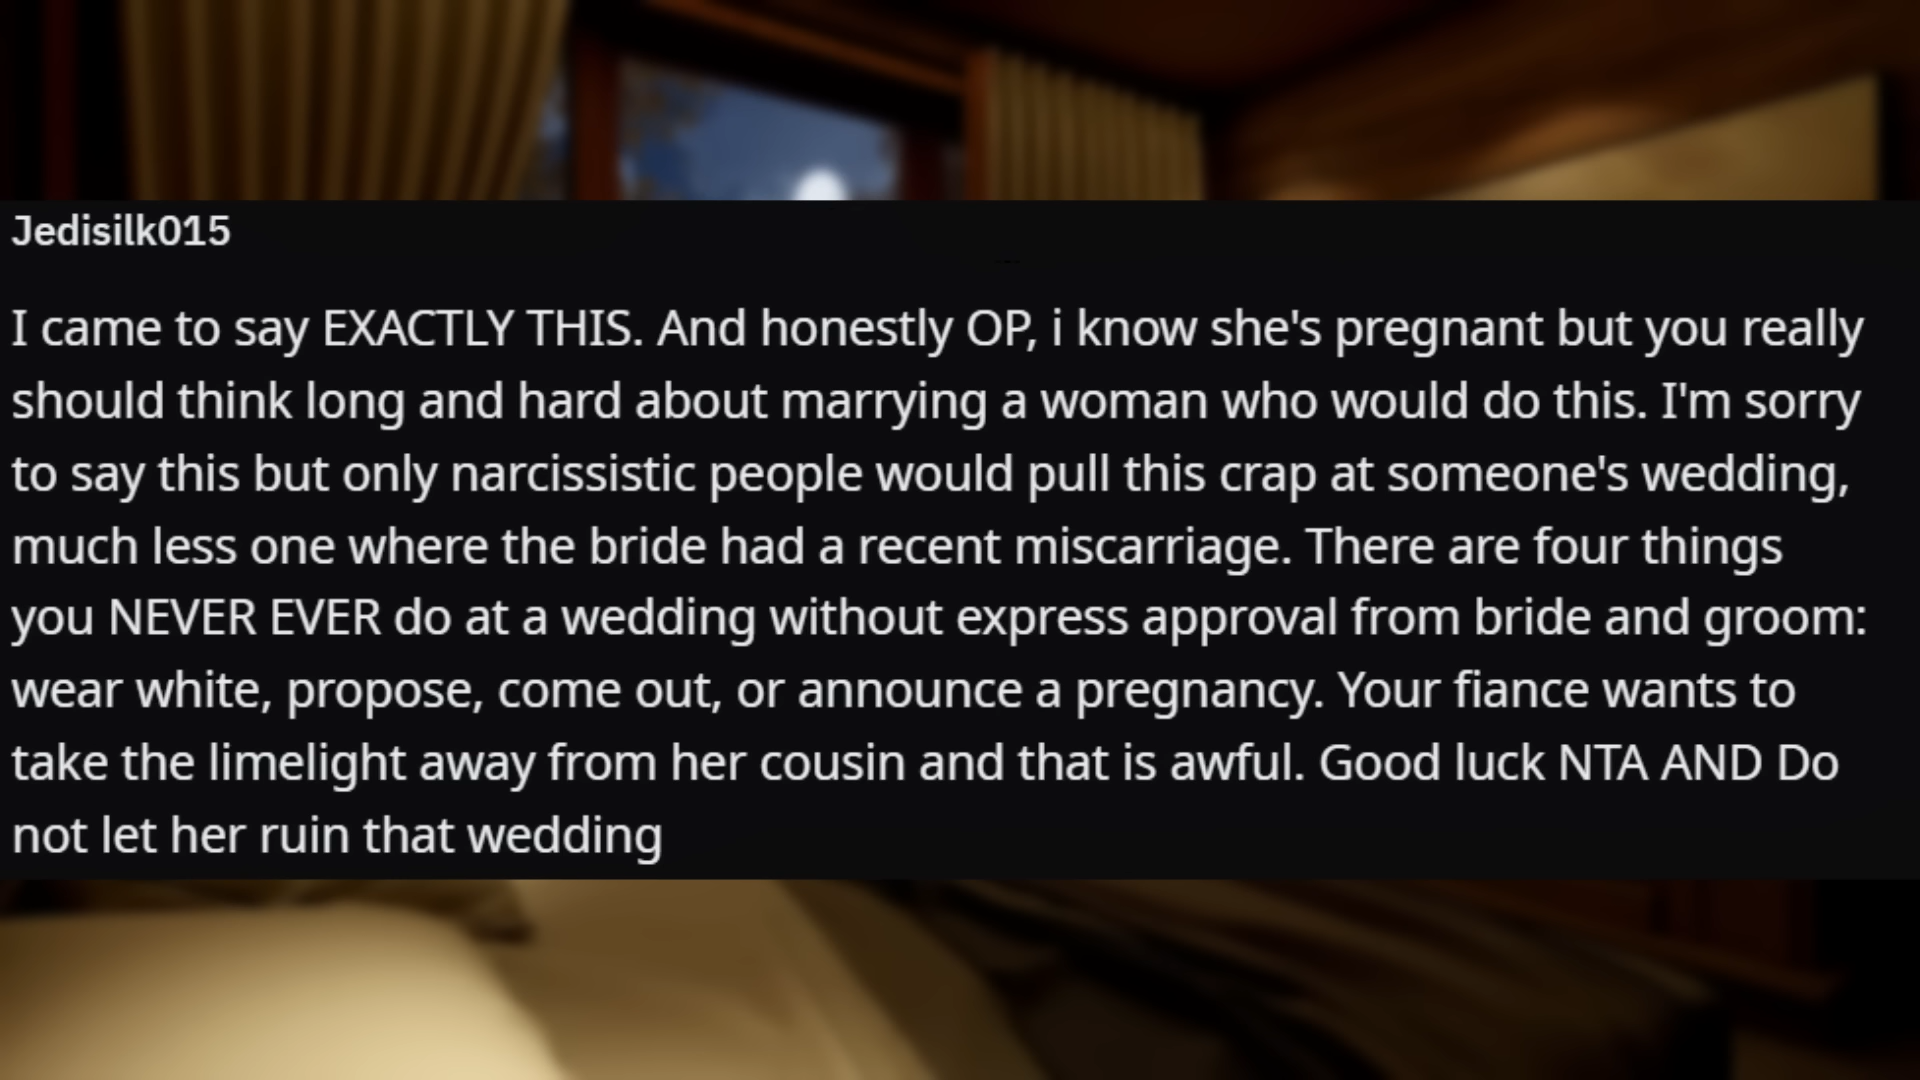 Jedisilk015
I came to say EXACTLY THIS. And honestly OP, i know she's pregnant but you really
should think long and hard about marrying a woman who would do this. I'm sorry
to say this but only narcissistic people would pull this crap at someone's wedding,
much less one where the bride had a recent miscarriage. There are four things
you NEVER EVER do at a wedding without express approval from bride and groom:
wear white, propose, come out, or announce a pregnancy. Your fiance wants to
take the limelight away from her cousin and that is awful. Good luck NTA AND Do
not let her ruin that wedding